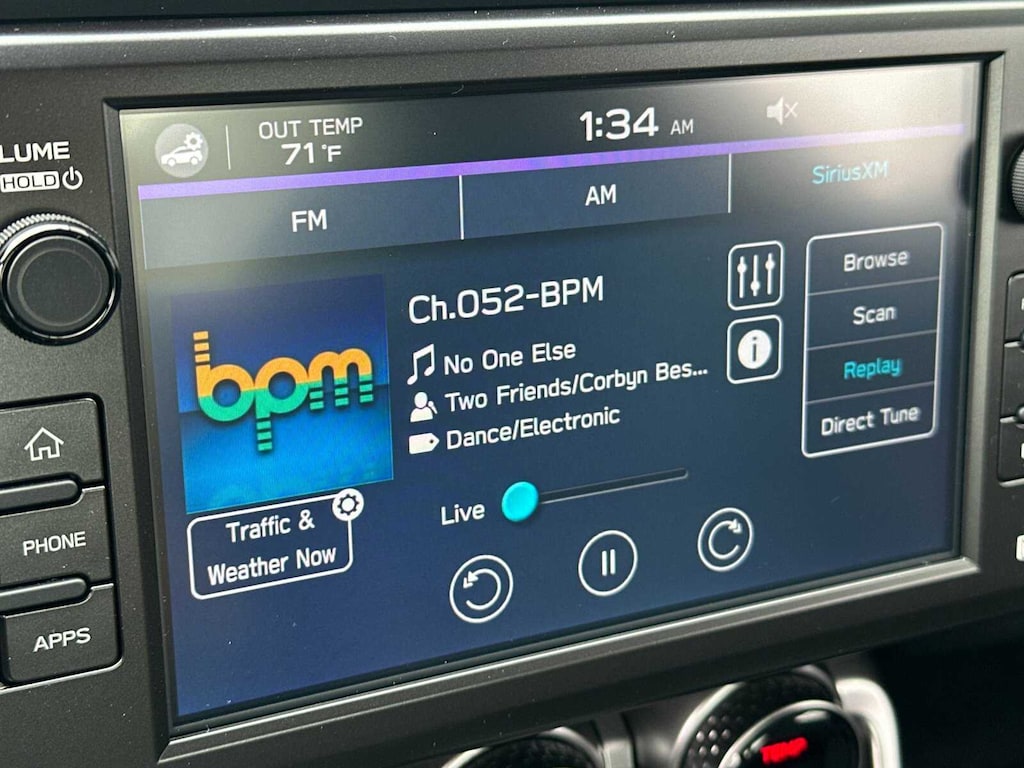 LUME
HOLD
OUT TEMP
71°F
1:34 AM
FM
AM
SiriusXM
bpm
Ch.052-BPM
No One Else
Two Friends/Corbyn Bes...
Dance/Electronic
Browse
Scan
Replay
Direct Tune
Live
Traffic &
Weather Now
PHONE
APPS
TEMP